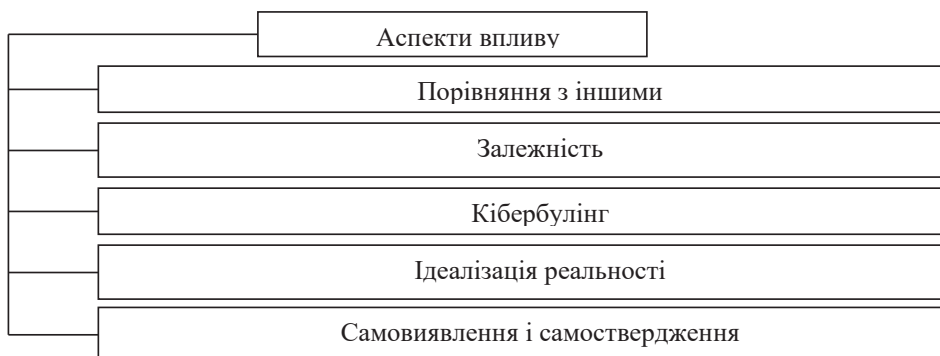 Аспекти впливу
Порівняння з іншими
Залежність
Кібербулінг
Ідеалізація реальності
Самовиявлення і самоствердження